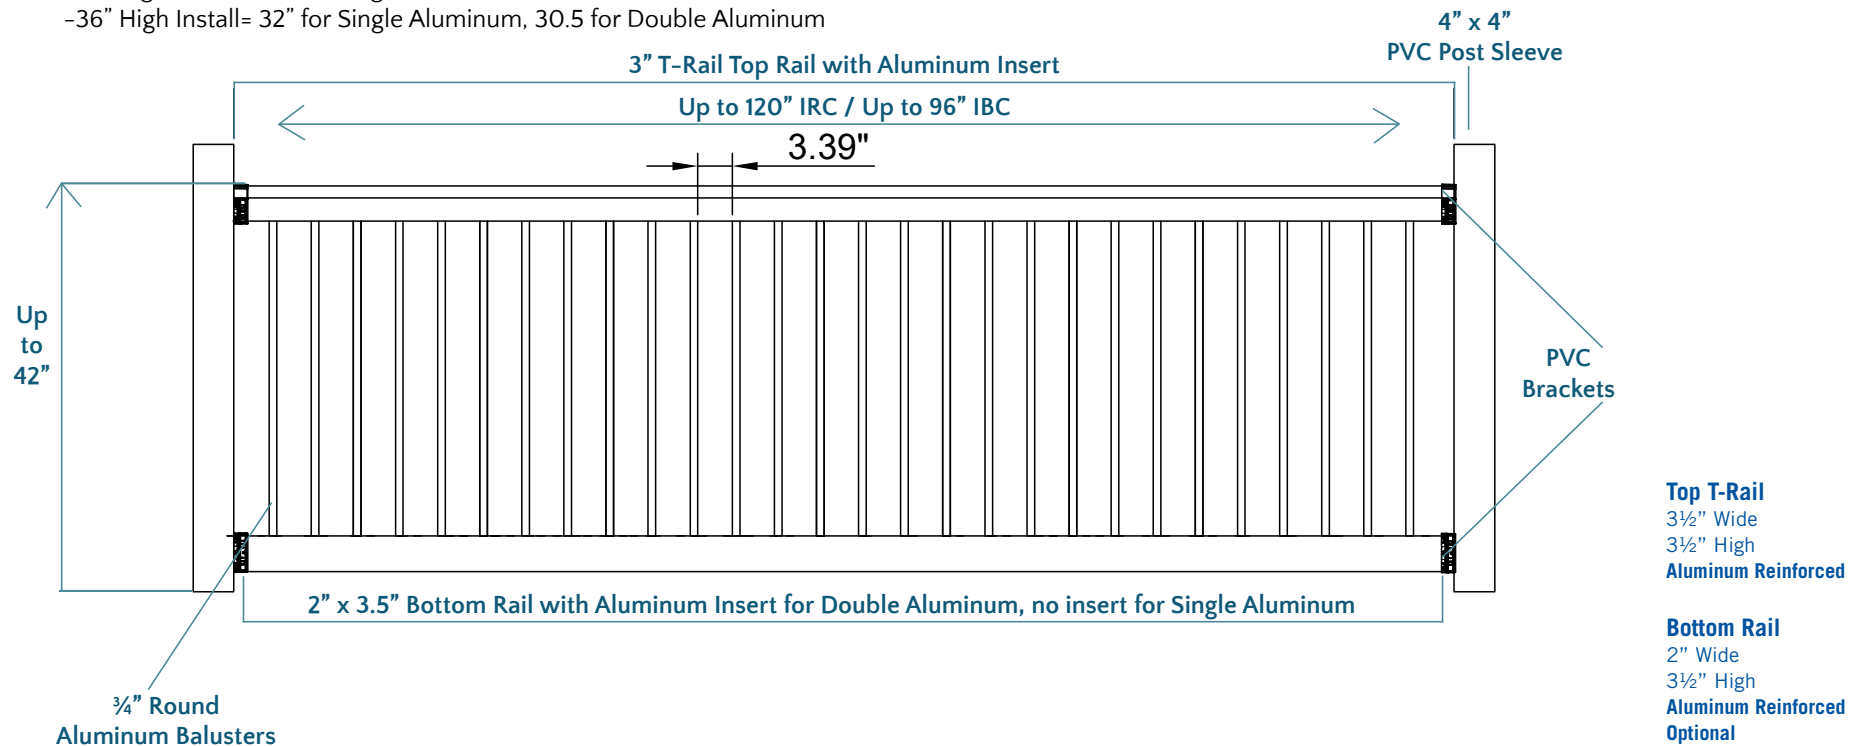 -36” High Install= 32” for Single Aluminum, 30.5 for Double Aluminum
4” x 4”
PVC Post Sleeve
3” T-Rail Top Rail with Aluminum Insert
Up to 120” IRC / Up to 96” IBC
3.39"
Up
to
42”
PVC
Brackets
2” x 3.5” Bottom Rail with Aluminum Insert for Double Aluminum, no insert for Single Aluminum
¾” Round
Aluminum Balusters
Top T-Rail
3½” Wide
3½” High
Aluminum Reinforced
Bottom Rail
2” Wide
3½” High
Aluminum Reinforced
Optional